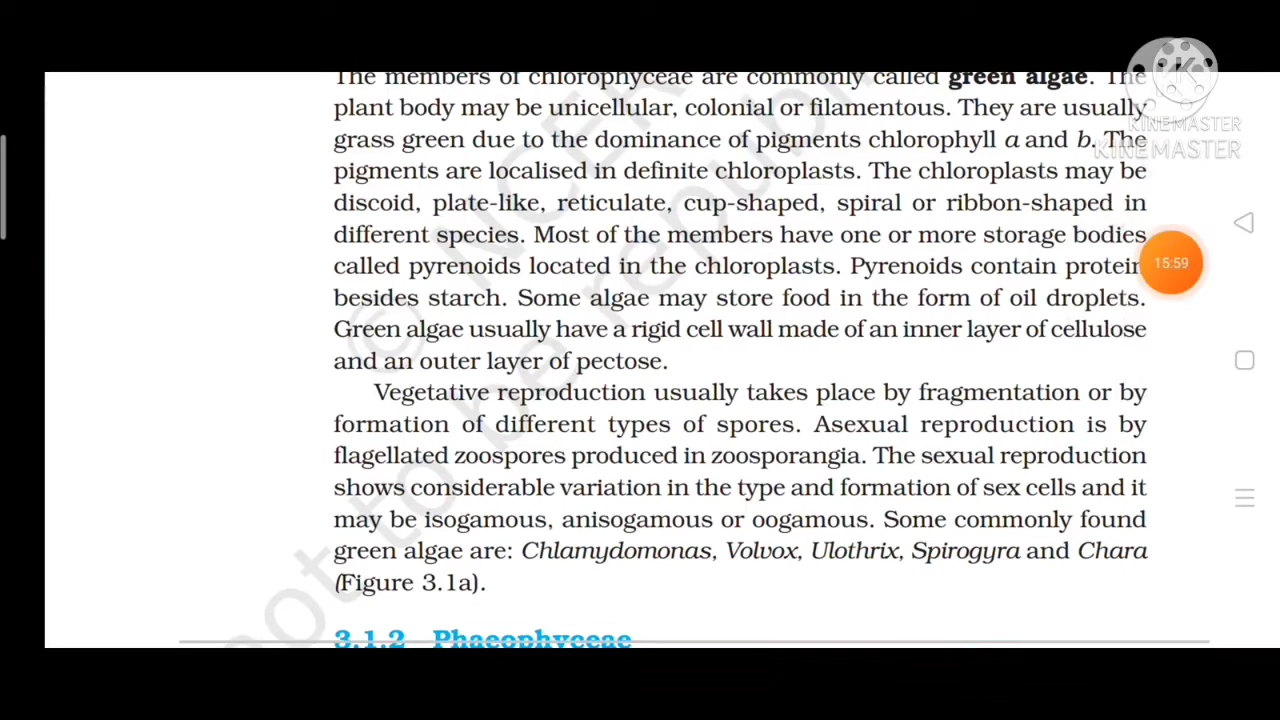 The members of chlorophyceae are commonly called green algae. The
plant body may be unicellular, colonial or filamentous. They are usually
grass green due to the dominance of pigments chlorophyll a and b. The
pigments are localised in definite chloroplasts. The chloroplasts may be
discoid, plate-like, reticulate, cup-shaped, spiral or ribbon-shaped in
different species. Most of the members have one or more storage bodies
called pyrenoids located in the chloroplasts. Pyrenoids contain protein
besides starch. Some algae may store food in the form of oil droplets.
Green algae usually have a rigid cell wall made of an inner layer of cellulose
and an outer layer of pectose.
Vegetative reproduction usually takes place by fragmentation or by
formation of different types of spores. Asexual reproduction is by
flagellated zoospores produced in zoosporangia. The sexual reproduction
shows considerable variation in the type and formation of sex cells and it
may be isogamous, anisogamous or oogamous. Some commonly found
green algae are: Chlamydomonas, Volvox, Ulothrix, Spirogyra and Chara
(Figure 3.1a).
3.1.2 Phaeophyceae
KINEMASTER
KINEMASTER
15:59
© NCER
not to be republ